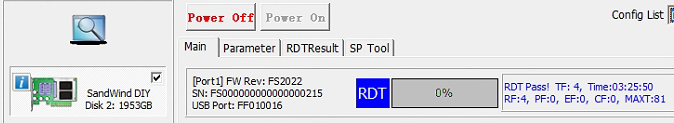 Power Off Power On
Config List
Main Parameter RDTResult SP Tool
SandWind DIY
Disk 2: 1953GB
[Port1] FW Rev: FS2022
SN: FS000000000000000215
USB Port: FF010016
RDT
0%
RDT Pass! TF: 4, Time:03:25:50
RF:4, PF:0, EF:0, CF:0, MAXT:81